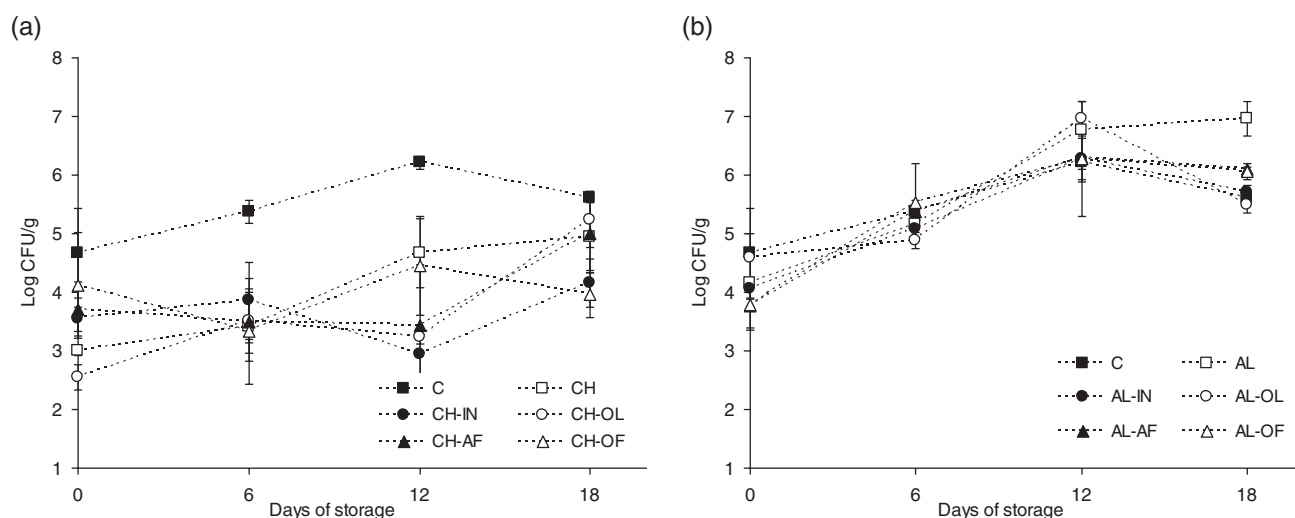 (a)
8
7
6
5
4
3
2
1
Log CFU/g
0 6 12 18
Days of storage
C CH
CH-IN CH-OL
CH-AF CH-OF
(b)
8
7
6
5
4
3
2
1
Log CFU/g
0 6 12 18
Days of storage
C AL
AL-IN AL-OL
AL-AF AL-OF